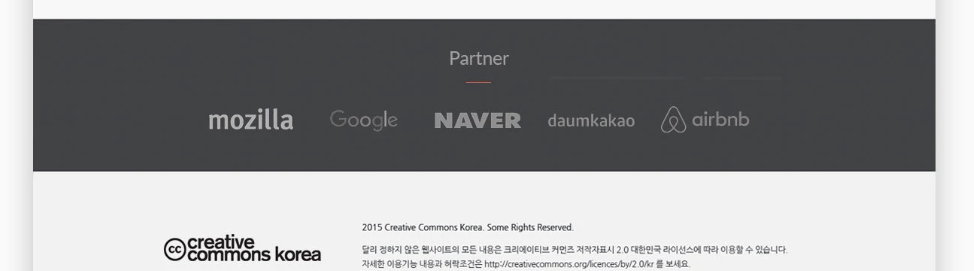 Partner
mozilla Google NAVER daumkakao airbnb
2015 Creative Commons Korea. Some Rights Reserved.
cc creative commons korea
달리 정하지 않은 웹사이트의 모든 내용은 크리에이티브 커먼즈 저작자표시 2.0 대한민국 라이선스에 따라 이용할 수 있습니다.
자세한 이용기능 내용과 허락조건은 http://creativecommons.org/licences/by/2.0/kr 를 보세요.